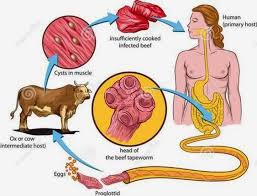 Insufficiently cooked
infected beef
Human
(primary host)
Cysts in muscle
Ox or cow
(intermediate host)
head
of the beef tapeworm
Eggs
Proglottid